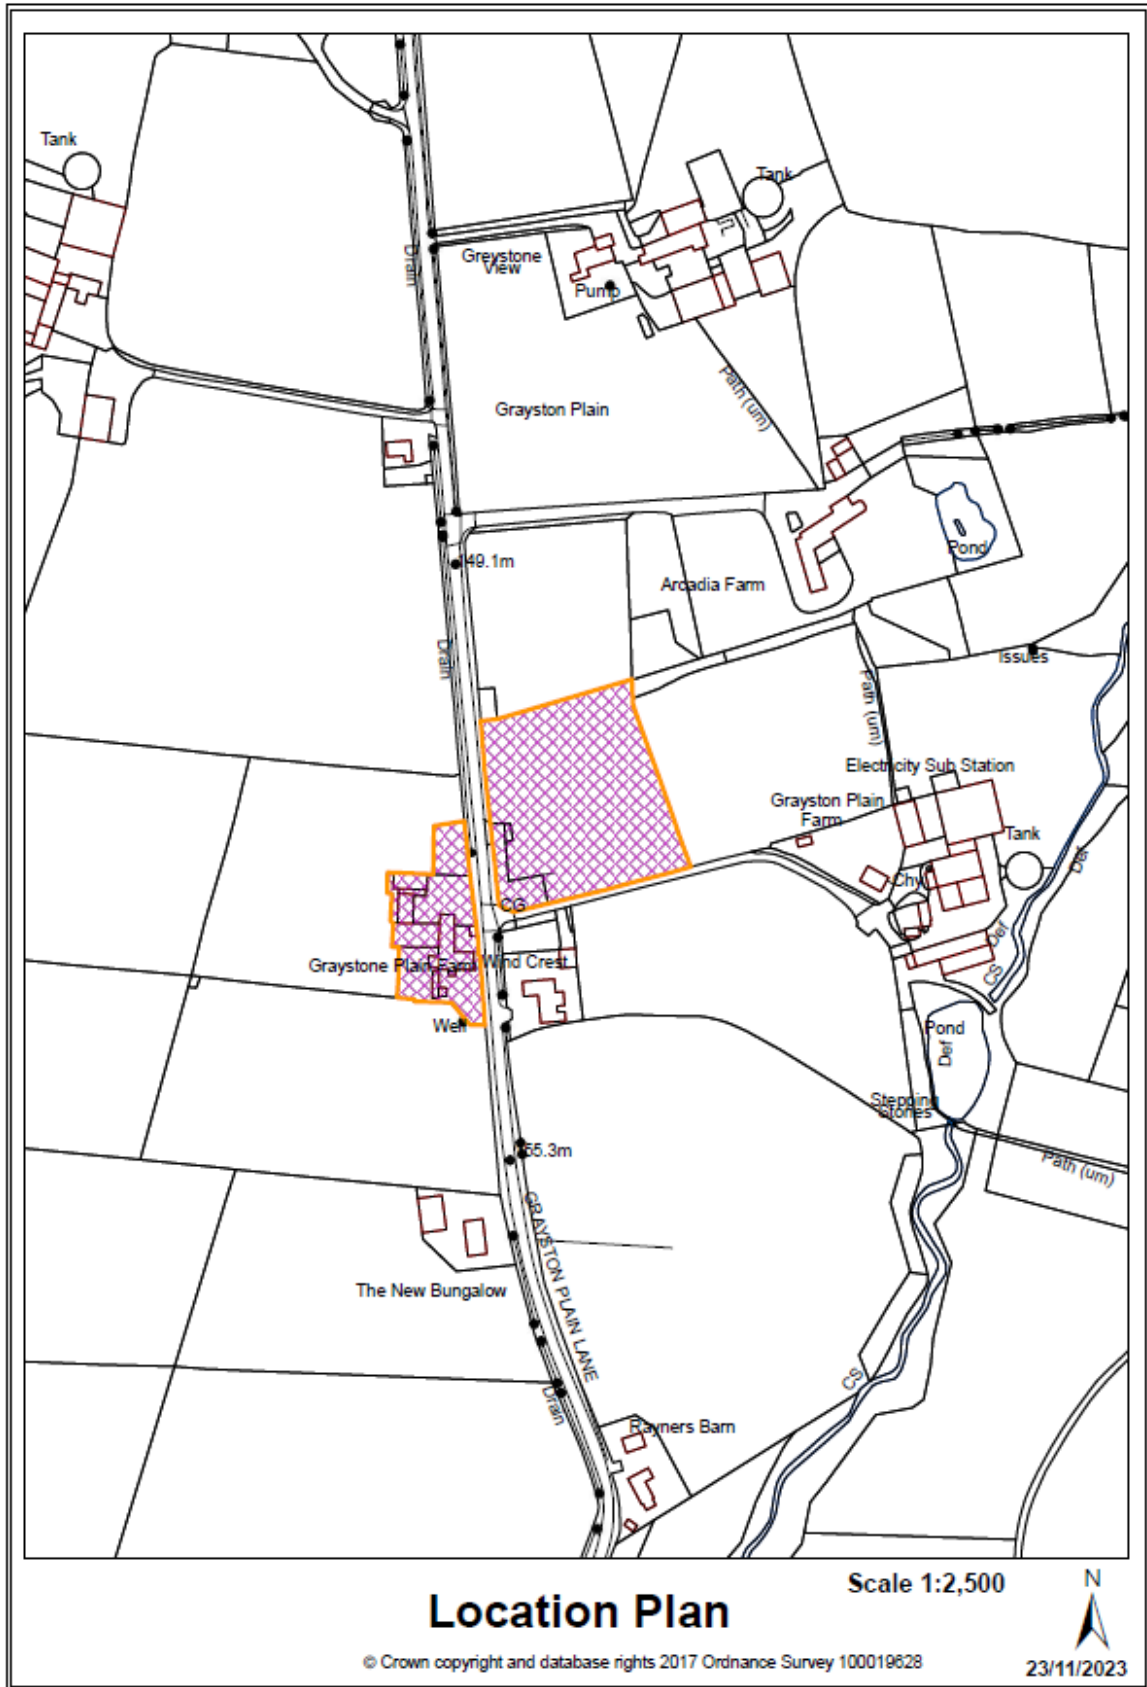 Tank
Tank
Drain
Greystone
View
Pump
Path (um)
Grayston Plain
Pond
149.1m
Arcadia Farm
Drain
Issues
Path (um)
Electricity Sub Station
Grayston Plain
Farm
Tank
Def
Chy
CG
Def
Graystone Plain Farm
Wind Crest
CS
Well
Pond
Def
Stepping
Stones
155.3m
Path (um)
GRAYSTON PLAIN LANE
The New Bungalow
CS
Drain
Rayners Barn
Scale 1:2,500
N
Location Plan
© Crown copyright and database rights 2017 Ordnance Survey 100019628
23/11/2023